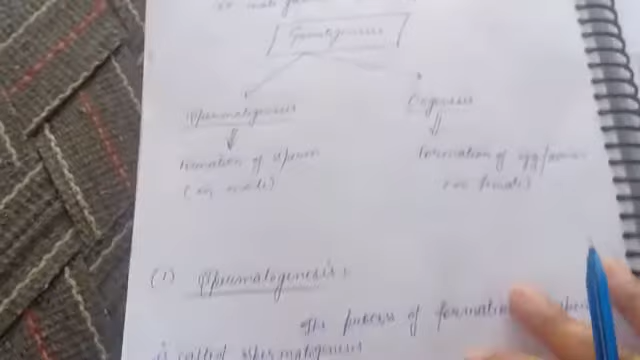 Gametogenesis
Spermatogenesis Oogenesis
Formation of sperm Formation of egg/ovum
(in male) (in female)
(1) Spermatogenesis:
The process of formation
is called spermatogenesis